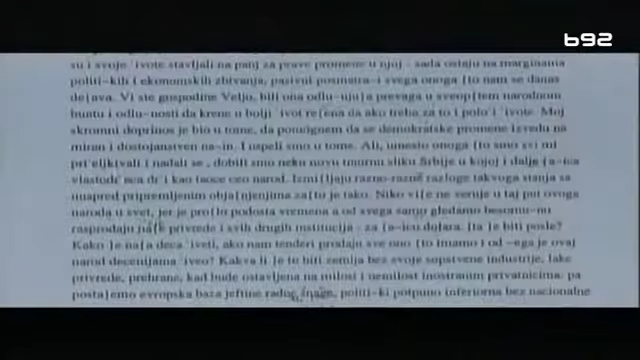 b92
su i svoje `ivote stavljali na panj za prave promene u njoj - sada ostaju na marginama
politi~kih i ekonomskih zbivanja, pasivni posmatra~i svega onoga {to nam se danas
de{ava. Vi ste gospodine Veljo, bili ona odlu~uju}a prevaga u sveop{tem narodnom
buntu i odlu~nosti da krene u bolji `ivot re{ena da ako treba za to i polo`i `ivote. Moj
skromni doprinos je bio u tome, da pomognem da se demokratske promene izvedu na
miran i dostojanstven na~in. I uspeli smo u tome. Ali, umesto onoga {to smo svi mi
pri`eljkivali i nadali se , dobili smo neku novu tmurnu sliku Srbije u kojoj i dalje {a~ica
vlastodr`aca dr`i kao taoce ceo narod. Izmi{ljaju razno-razne razloge takvoga stanja sa
unapred pripremljenim obja{njenjima za{to je tako. Niko vi{e ne veruje u taj put ovoga
naroda u svet, jer je pro{lo podosta vremena a od svega samo gledamo besomu~nu
rasprodaju na{e privrede i svih drugih institucija - za {a~icu dolara. [ta }e biti posle?
Kako }e na{a deca `iveti, ako nam tenderi prodaju sve ono {to imamo i od ~ega je ovaj
narod decenijama `iveo? Kakva li }e to biti zemlja bez svoje sopstvene industrije, lake
privrede, prehrane, kad bude ostavljena na milost i nemilost inostranim privatnicima. pa
posta}emo evropska baza jeftine radne snage, politi~ki potpuno inferiorna bez nacionalne